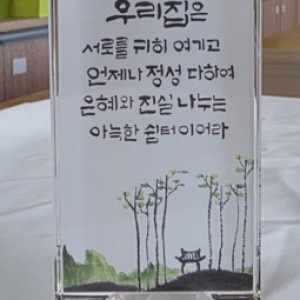 우리집은
서로를 귀히 여기고
언제나 정성 다하여
은혜와 진실 나누는
아늑한 쉼터이어라